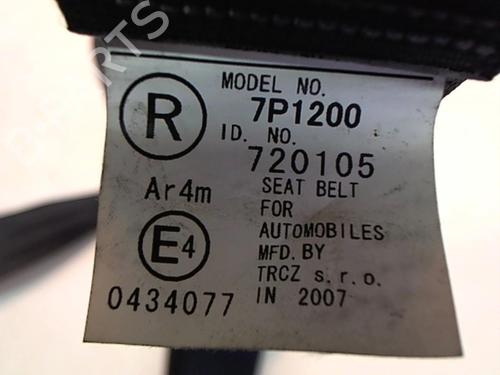 MODEL NO.
7P1200
R
ID. NO.
720105
Ar4m
SEAT BELT
FOR
AUTOMOBILES
E4
MFD. BY
TRCZ s.r.o.
0434077
IN 2007